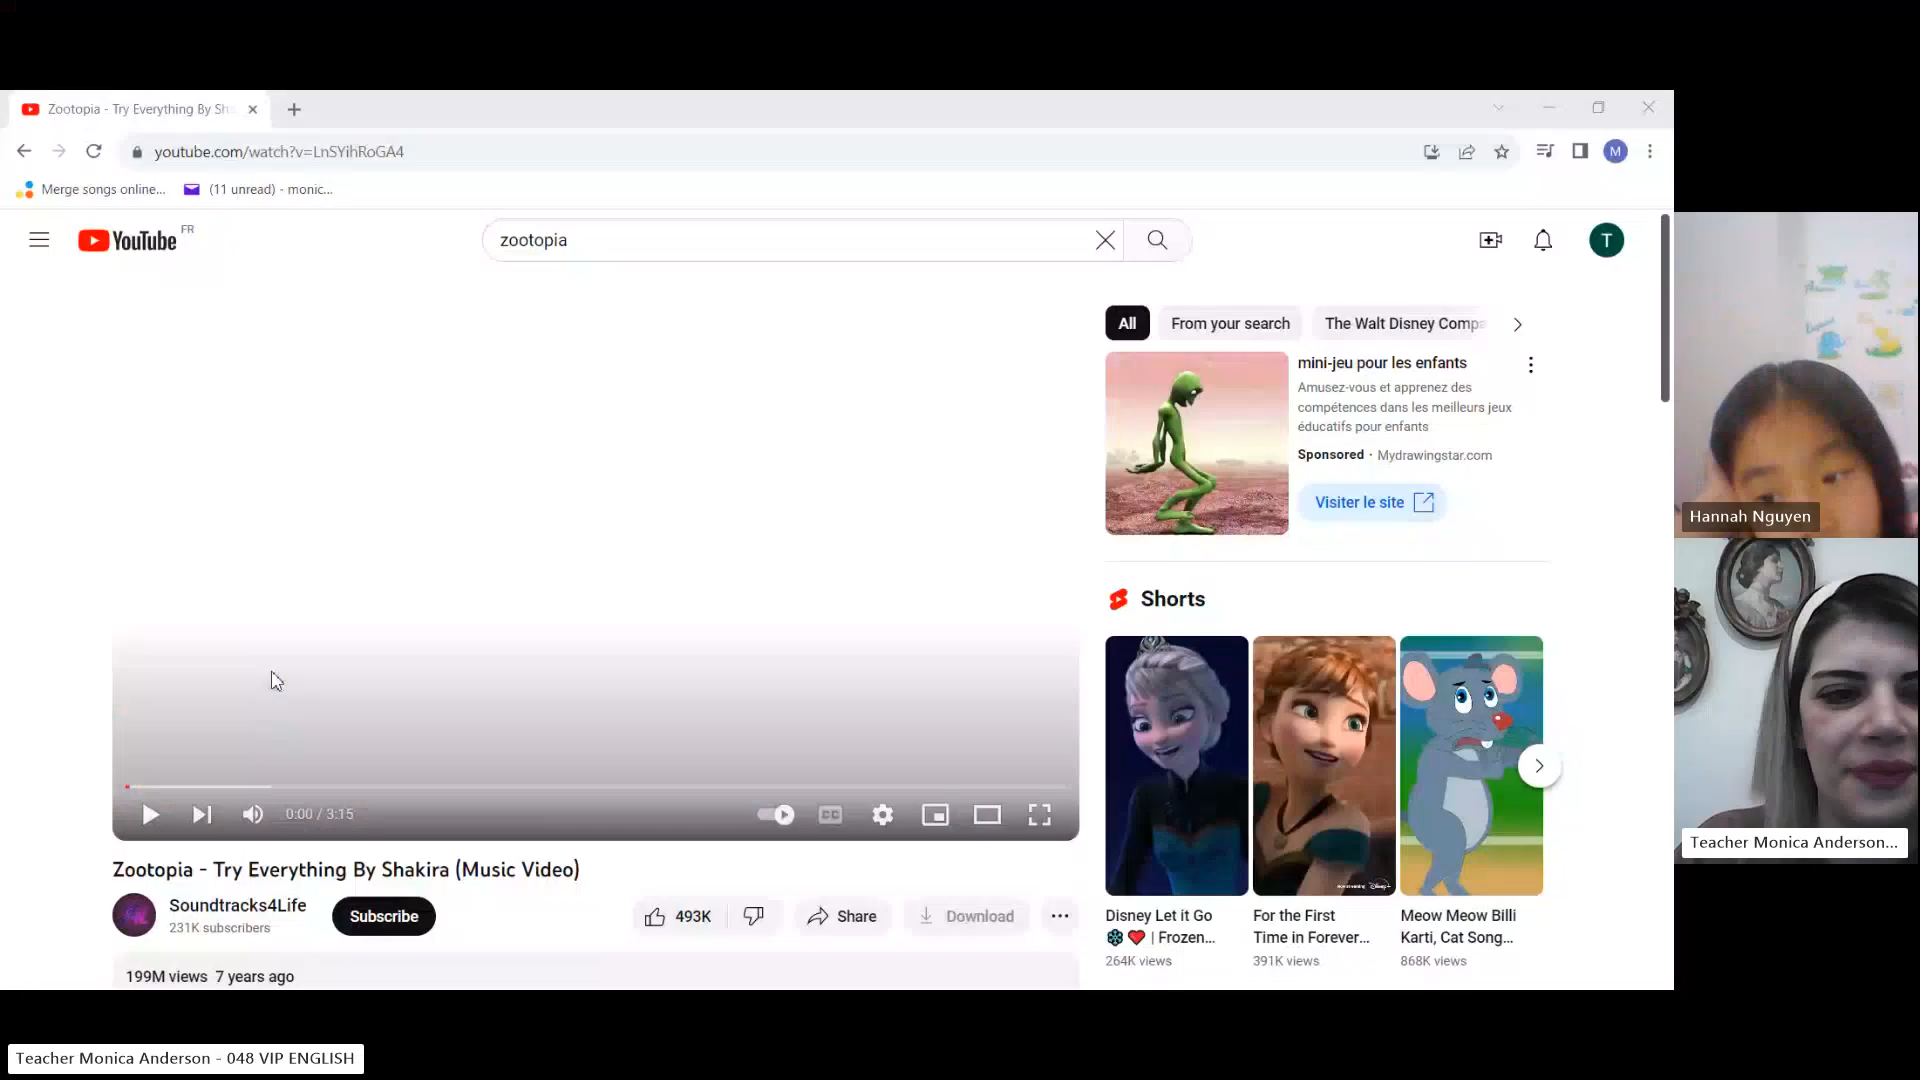 Zootopia - Try Everything By Sh
youtube.com/watch?v=LnSYihRoGA4
M
Merge songs online...
(11 unread) - monic...
YouTube FR
zootopia
T
All
From your search
The Walt Disney Compa
mini-jeu pour les enfants
Amusez-vous et apprenez des
compétences dans les meilleurs jeux
éducatifs pour enfants
Sponsored · Mydrawingstar.com
Visiter le site
Hannah Nguyen
Shorts
0:00 / 3:15
CC
Zootopia - Try Everything By Shakira (Music Video)
Soundtracks4Life
231K subscribers
Subscribe
493K
Share
Download
199M views 7 years ago
Disney Let it Go
| Frozen...
264K views
For the First
Time in Forever...
391K views
Meow Meow Billi
Karti, Cat Song...
868K views
Teacher Monica Anderson...
Teacher Monica Anderson - 048 VIP ENGLISH